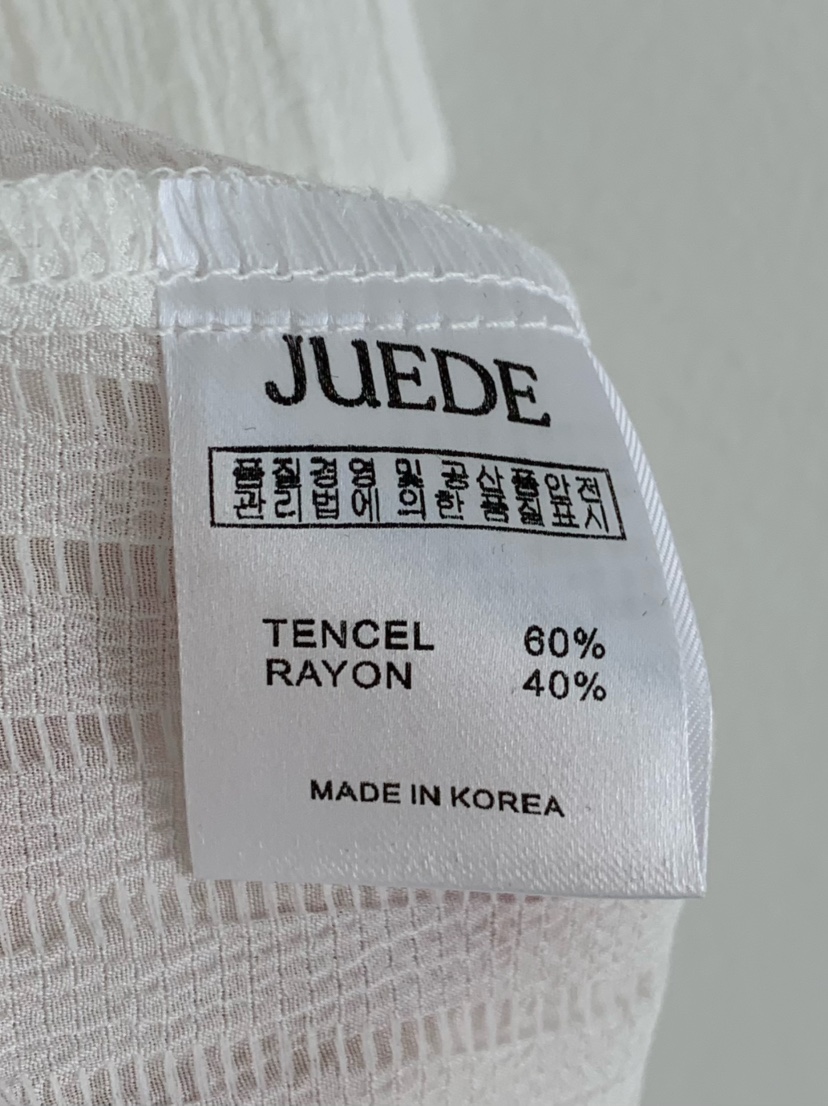 JUEDE
품질경영 및 공산품안전
관리법에 의한 품질표시
TENCEL 60%
RAYON 40%
MADE IN KOREA